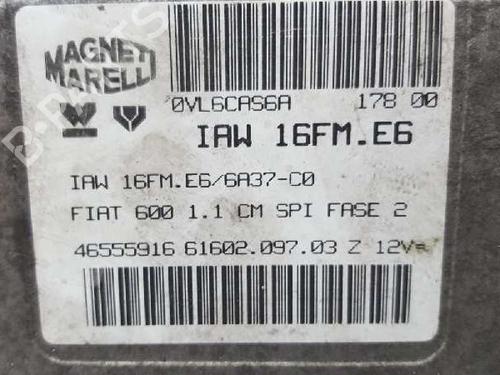 MAGNETI
MARELLI
0VL6CAS6A 178 00
IAW 16FM.E6
IAW 16FM.E6/6A37-C0
FIAT 600 1.1 CM SPI FASE 2
46555916 61602.097.03 Z 12V=